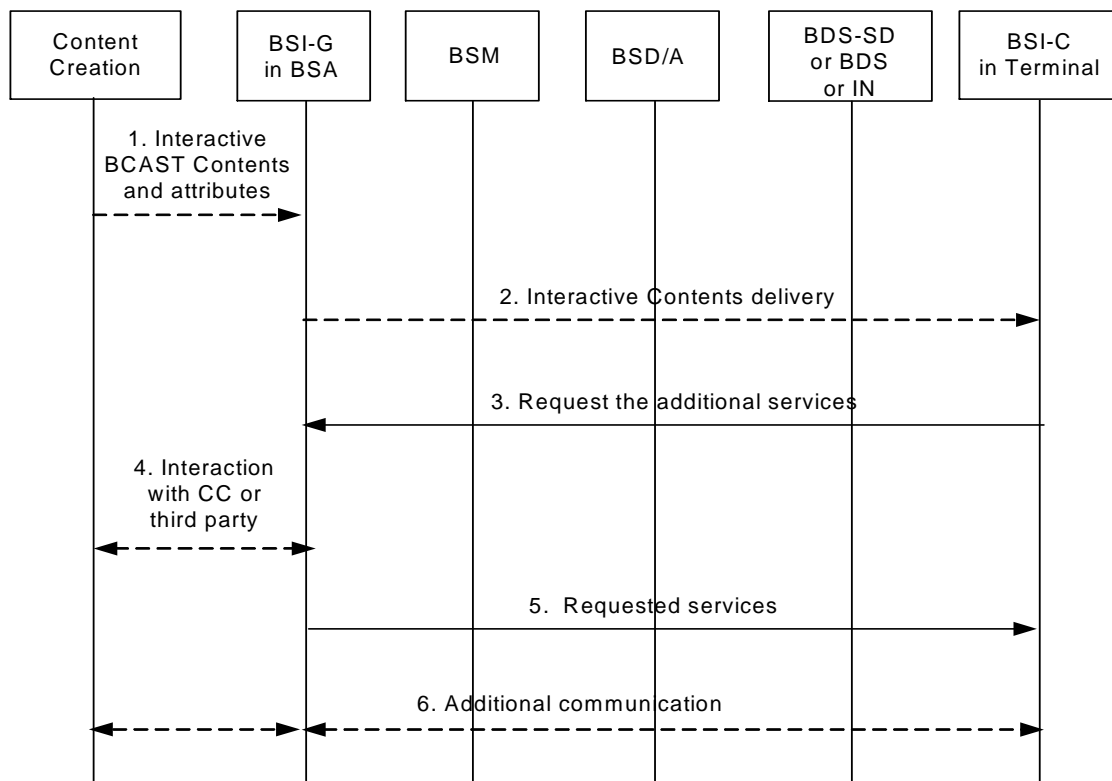 Content
Creation
BSI-G
in BSA
BSM
BSD/A
BDS-SD
or BDS
or IN
BSI-C
in Terminal
1. Interactive
BCAST Contents
and attributes
2. Interactive Contents delivery
3. Request the additional services
4. Interaction
with CC or
third party
5. Requested services
6. Additional communication